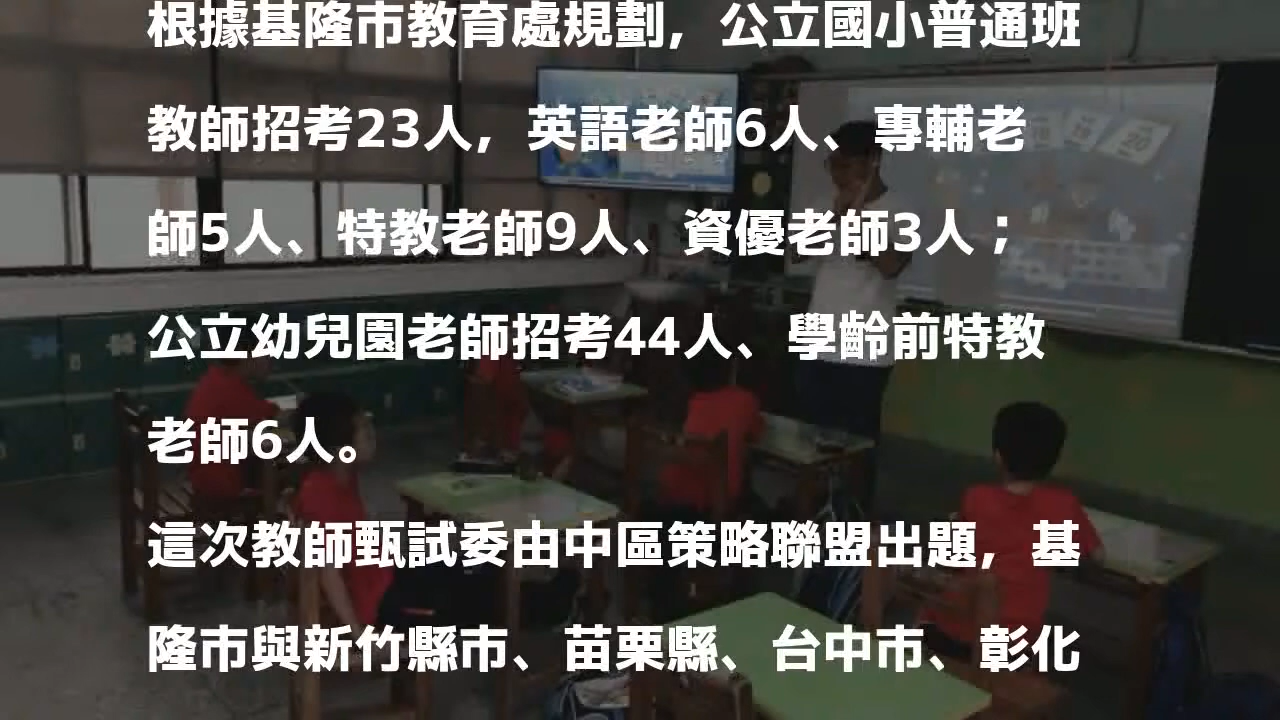 根據基隆市教育處規劃，公立國小普通班
教師招考23人，英語老師6人、專輔老
師5人、特教老師9人、資優老師3人；
公立幼兒園老師招考44人、學齡前特教
老師6人。
這次教師甄試委由中區策略聯盟出題，基
隆市與新竹縣市、苗栗縣、台中市、彰化
20